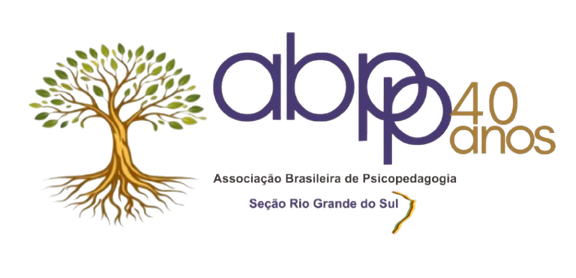 abpp 40
anos
Associação Brasileira de Psicopedagogia
Seção Rio Grande do Sul